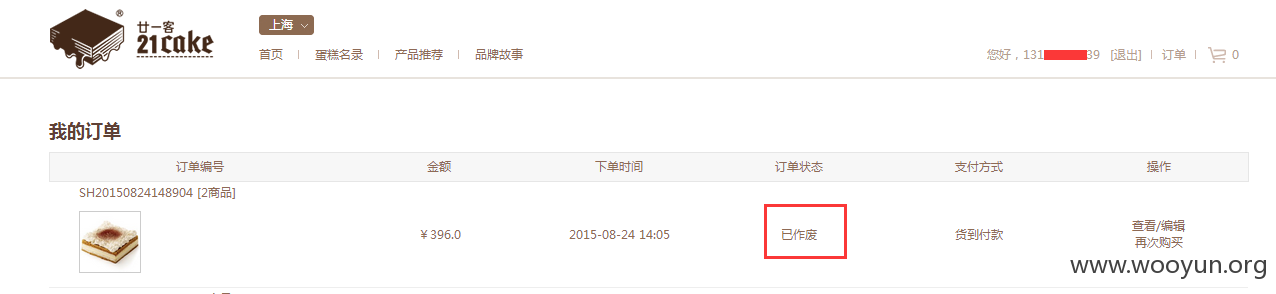 廿一客
21cake
®
上海
首页 蛋糕名录 产品推荐 品牌故事
您好，131 39 [退出] 订单 0
我的订单
订单编号 金额 下单时间 订单状态 支付方式 操作
SH20150824148904 [2商品]
￥396.0 2015-08-24 14:05 已作废 货到付款 查看/编辑
再次购买
www.wooyun.org